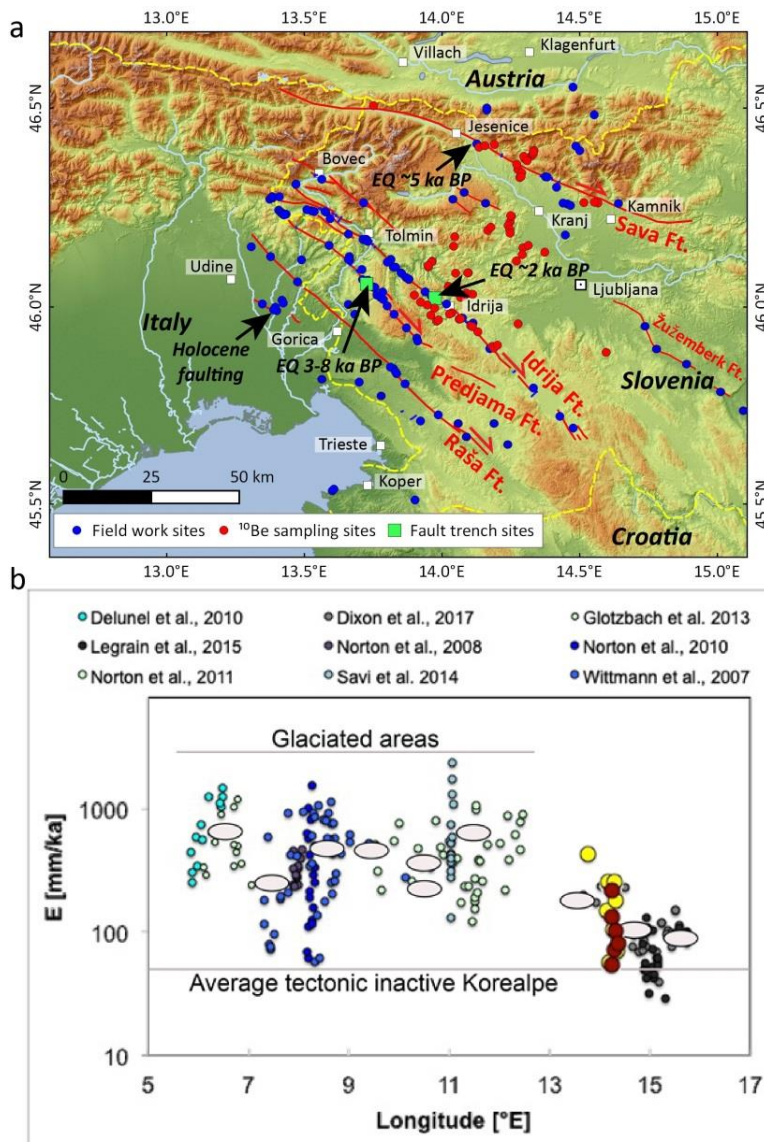 a
13.0°E 13.5°E 14.0°E 14.5°E 15.0°E
Villach
Klagenfurt
Austria
46.5°N
46.5°N
Jesenice
Bovec
EQ ~5 ka BP
Kamnik
Kranj
Sava Ft.
Tolmin
EQ ~2 ka BP
Udine
Ljubljana
46.0°N
46.0°N
Idrija
Italy
Gorica
Žužemberk Ft.
Holocene
faulting
EQ 3-8 ka BP
Idrija Ft.
Slovenia
Predjama Ft.
Raša Ft.
Trieste
0 25 50 km
Koper
45.5°N
45.5°N
Croatia
Field work sites ¹⁰Be sampling sites Fault trench sites
13.0°E 13.5°E 14.0°E 14.5°E 15.0°E
b
Delunel et al., 2010 Dixon et al., 2017 Glotzbach et al. 2013
Legrain et al., 2015 Norton et al., 2008 Norton et al., 2010
Norton et al., 2011 Savi et al. 2014 Wittmann et al., 2007
Glaciated areas
1000
E [mm/ka]
100
Average tectonic inactive Korealpe
10
5 7 9 11 13 15 17
Longitude [°E]